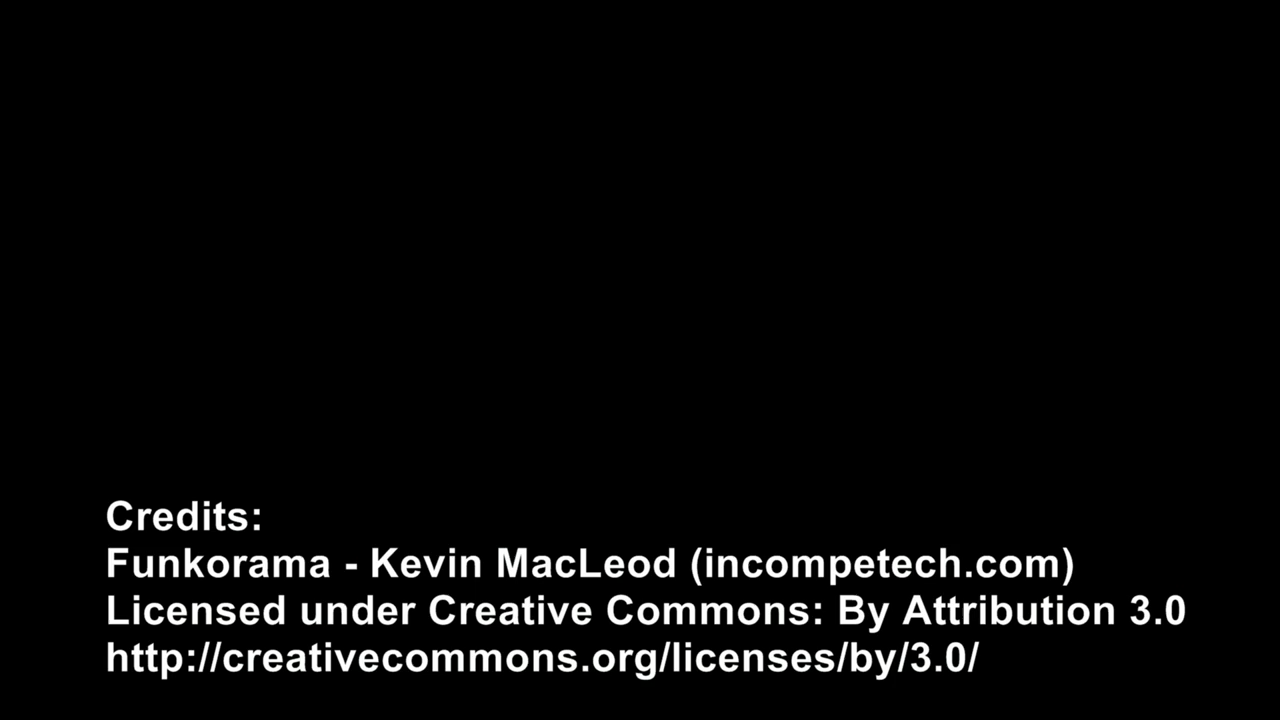 Credits:
Funkorama - Kevin MacLeod (incompetech.com)
Licensed under Creative Commons: By Attribution 3.0
http://creativecommons.org/licenses/by/3.0/